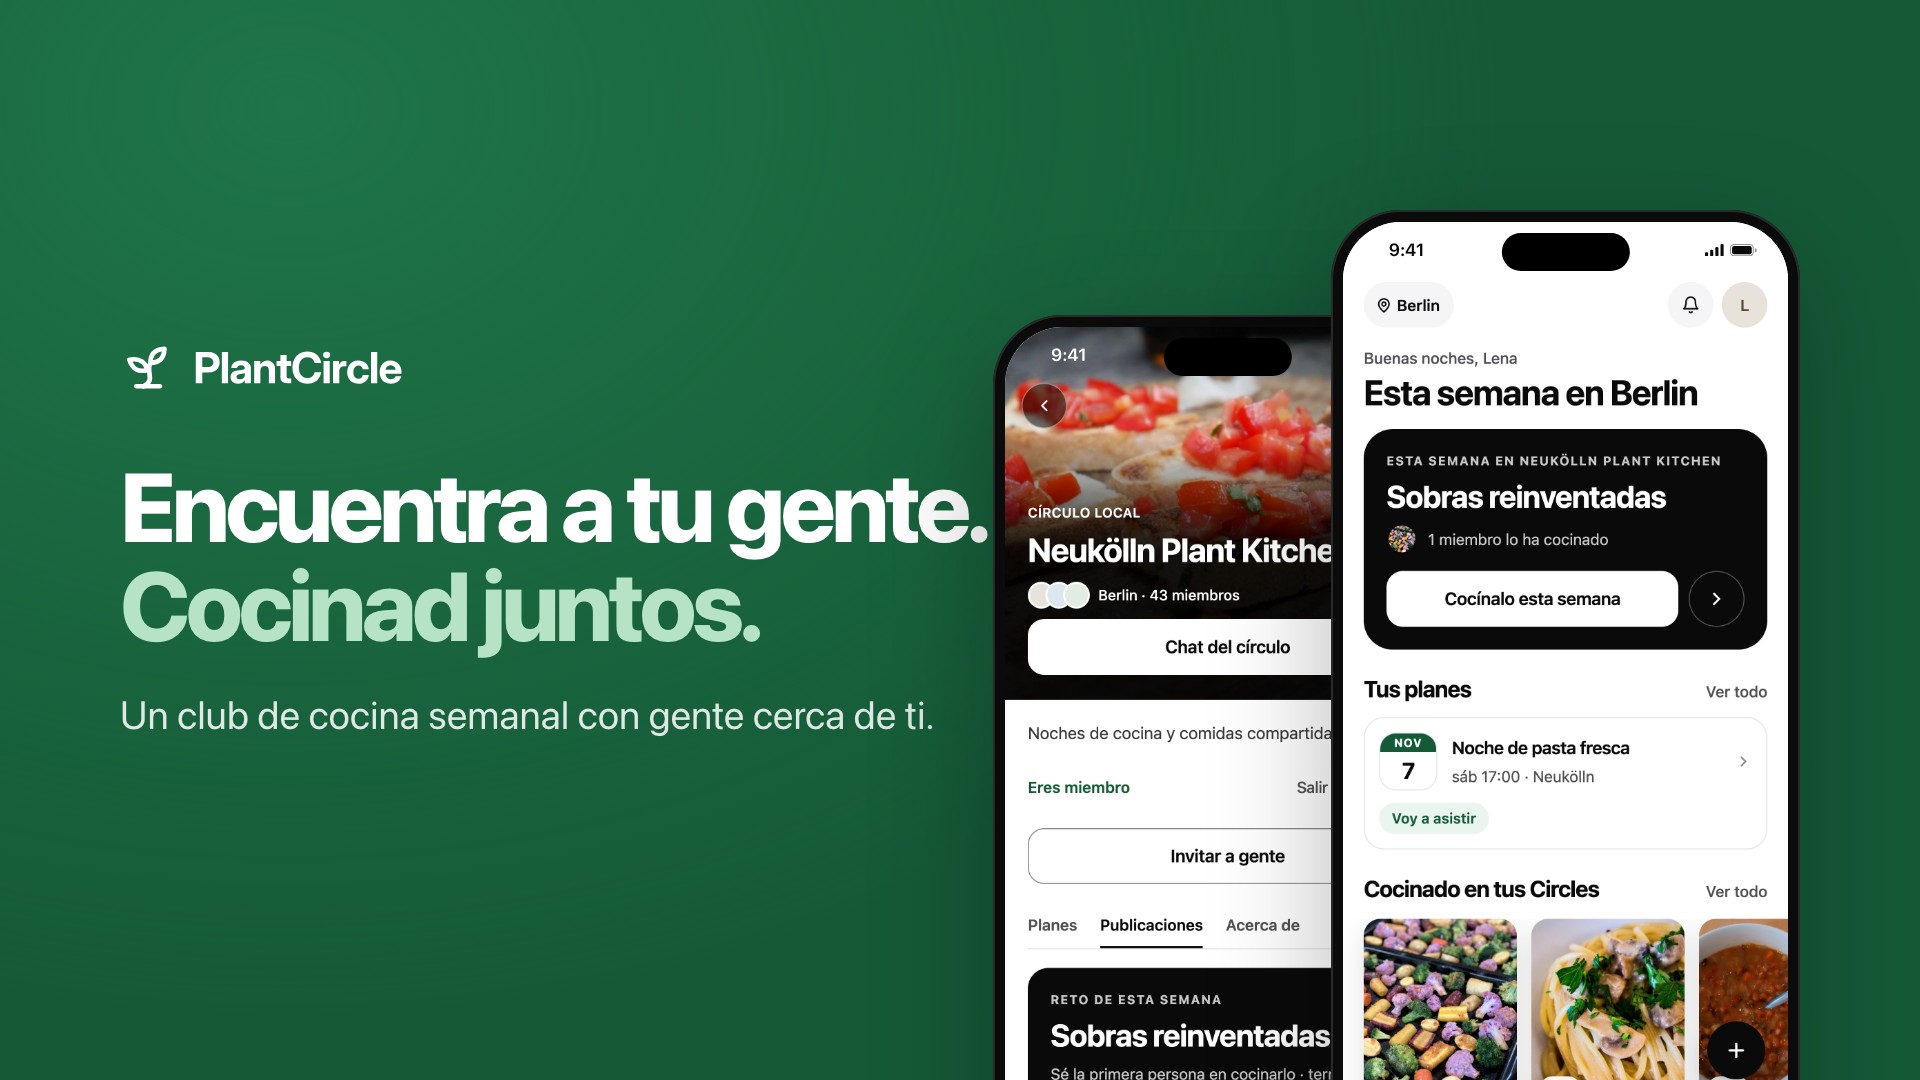 PlantCircle
Encuentra a tu gente.
Cocinad juntos.
Un club de cocina semanal con gente cerca de ti.
9:41
CÍRCULO LOCAL
Neukölln Plant
Berlin · 43 miembros
Chat del círculo
Noches de cocina y comidas
Eres miembro
Salir
Invitar a gente
Planes
Publicaciones
Acerca de
RETO DE ESTA SEMANA
Sobras reinventadas
Sé la primera persona en cocinarlo ·
9:41
Berlin
L
Buenas noches, Lena
Esta semana en Berlin
ESTA SEMANA EN NEUKÖLLN PLANT KITCHEN
Sobras reinventadas
1 miembro lo ha cocinado
Cocínalo esta semana
Tus planes
Ver todo
NOV
7
Noche de pasta fresca
sáb 17:00 · Neukölln
Voy a asistir
Cocinado en tus Circles
Ver todo